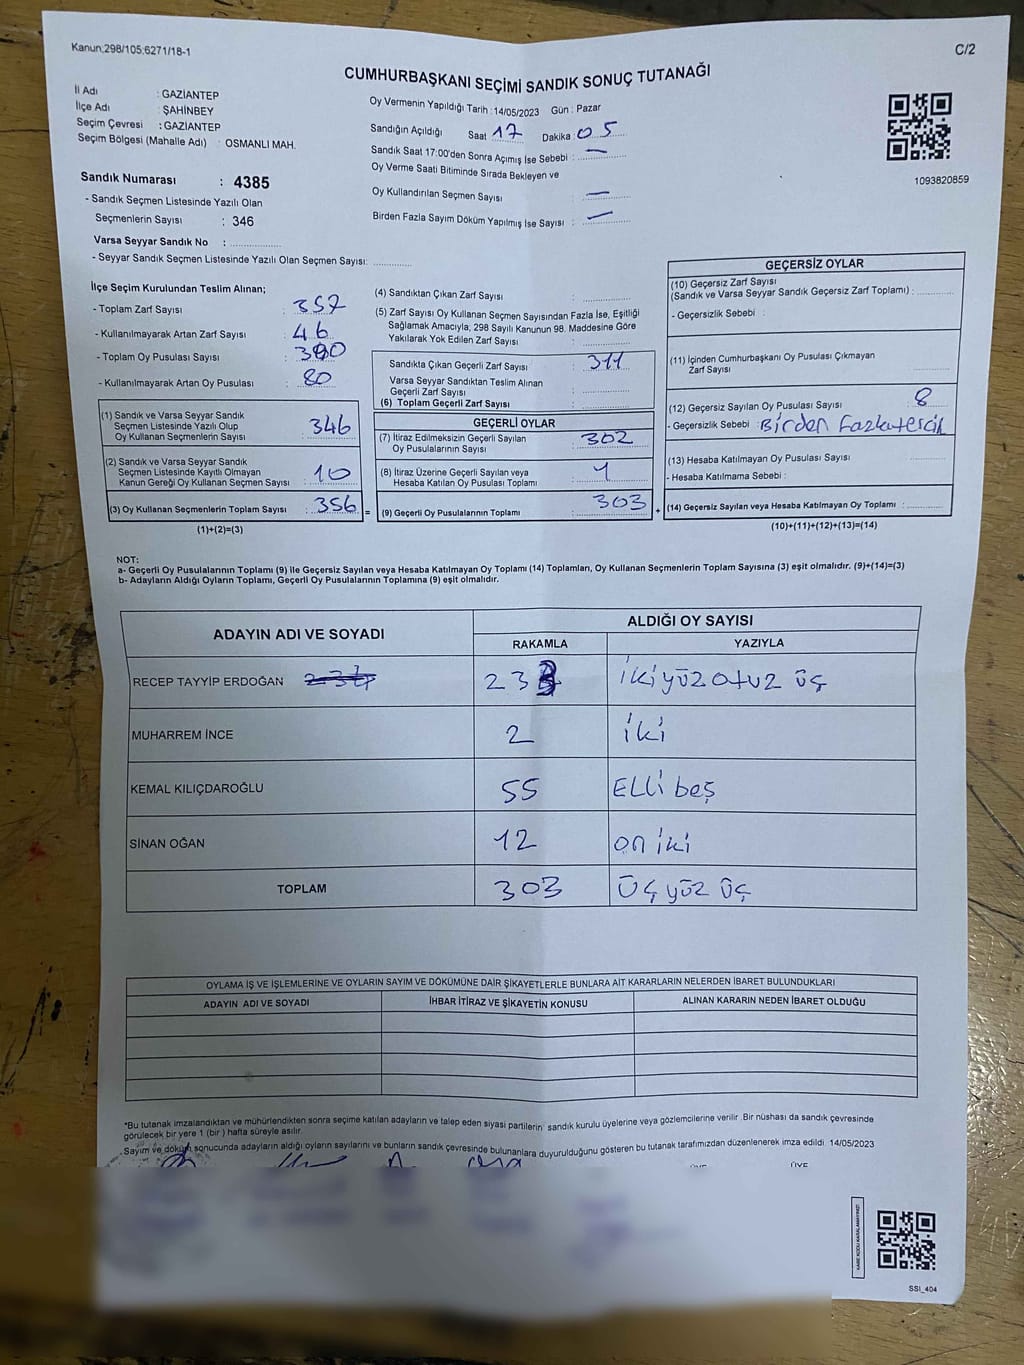 Kanun:298/105;6271/18-1
C/2
CUMHURBAŞKANI SEÇİMİ SANDIK SONUÇ TUTANAĞI
İl Adı : GAZİANTEP
İlçe Adı : ŞAHİNBEY
Seçim Çevresi : GAZİANTEP
Seçim Bölgesi (Mahalle Adı) : OSMANLI MAH.
Sandık Numarası : 4385
- Sandık Seçmen Listesinde Yazılı Olan
Seçmenlerin Sayısı : 346
Varsa Seyyar Sandık No :
- Seyyar Sandık Seçmen Listesinde Yazılı Olan Seçmen Sayısı:
Oy Vermenin Yapıldığı Tarih : 14/05/2023 Gün : Pazar
Sandığın Açıldığı Saat 17 Dakika : 05
Sandık Saat 17:00'den Sonra Açımış İse Sebebi : —
Oy Verme Saati Bitiminde Sırada Bekleyen ve
Oy Kullandırılan Seçmen Sayısı : —
Birden Fazla Sayım Döküm Yapılmış İse Sayısı : —
1093820859
İlçe Seçim Kurulundan Teslim Alınan;
- Toplam Zarf Sayısı : 357
- Kullanılmayarak Artan Zarf Sayısı : 46
- Toplam Oy Pusulası Sayısı :
- Kullanılmayarak Artan Oy Pusulası : 80
(1) Sandık ve Varsa Seyyar Sandık
Seçmen Listesinde Yazılı Olup
Oy Kullanan Seçmenlerin Sayısı : 346
(2) Sandık ve Varsa Seyyar Sandık
Seçmen Listesinde Kayıtlı Olmayan
Kanun Gereği Oy Kullanan Seçmen Sayısı : 10
(3) Oy Kullanan Seçmenlerin Toplam Sayısı : 356 =
(1)+(2)=(3)
(4) Sandıktan Çıkan Zarf Sayısı :
(5) Zarf Sayısı Oy Kullanan Seçmen Sayısından Fazla İse, Eşitliği
Sağlamak Amacıyla; 298 Sayılı Kanunun 98. Maddesine Göre
Yakılarak Yok Edilen Zarf Sayısı :
Sandıkta Çıkan Geçerli Zarf Sayısı : 311
Varsa Seyyar Sandıktan Teslim Alınan
Geçerli Zarf Sayısı :
(6) Toplam Geçerli Zarf Sayısı :
GEÇERLİ OYLAR
(7) İtiraz Edilmeksizin Geçerli Sayılan
Oy Pusulasının Sayısı : 302
(8) İtiraz Üzerine Geçerli Sayılan veya
Hesaba Katılan Oy Pusulası Toplamı : 1
(9) Geçerli Oy Pusulalarının Toplamı : 303 +
GEÇERSİZ OYLAR
(10) Geçersiz Zarf Sayısı
(Sandık ve Varsa Seyyar Sandık Geçersiz Zarf Toplamı) :
- Geçersizlik Sebebi :
(11) İçinden Cumhurbaşkanı Oy Pusulası Çıkmayan
Zarf Sayısı :
(12) Geçersiz Sayılan Oy Pusulası Sayısı : 8
- Geçersizlik Sebebi : Birden Fazla tercih
(13) Hesaba Katılmayan Oy Pusulası Sayısı :
- Hesaba Katılmama Sebebi :
(14) Geçersiz Sayılan veya Hesaba Katılmayan Oy Toplamı :
(10)+(11)+(12)+(13)=(14)
NOT:
a- Geçerli Oy Pusulalarının Toplamı (9) ile Geçersiz Sayılan veya Hesaba Katılmayan Oy Toplamı (14) Toplamları, Oy Kullanan Seçmenlerin Toplam Sayısına (3) eşit olmalıdır. (9)+(14)=(3)
b- Adayların Aldığı Oyların Toplamı, Geçerli Oy Pusulalarının Toplamına (9) eşit olmalıdır.
ADAYIN ADI VE SOYADI ALDIĞI OY SAYISI
RAKAMLA YAZIYLA
RECEP TAYYİP ERDOĞAN 233 ikiyüz otuz üç
MUHARREM İNCE 2 iki
KEMAL KILIÇDAROĞLU 55 Elli beş
SİNAN OĞAN 12 on iki
TOPLAM 303 üç yüz üç
OYLAMA İŞ VE İŞLEMLERİNE VE OYLARIN SAYIM VE DÖKÜMÜNE DAİR ŞİKAYETLERLE BUNLARA AİT KARARLARIN NELERDEN İBARET BULUNDUKLARI
ADAYIN ADI VE SOYADI İHBAR İTİRAZ VE ŞİKAYETİN KONUSU ALINAN KARARIN NEDEN İBARET OLDUĞU
*Bu tutanak imzalandıktan ve mühürlendikten sonra seçime katılan adayların ve talep eden siyasi partilerin sandık kurulu üyelerine veya gözlemcilerine verilir .Bir nüshası da sandık çevresinde
görülecek bir yere 1 (bir ) hafta süreyle asılır.
Sayım ve döküm sonucunda adayların aldığı oyların sayılarını ve bunların sandık çevresinde bulunanlara duyurulduğunu gösteren bu tutanak tarafımızdan düzenlenerek imza edildi. 14/05/2023
ÜYE ÜYE
KARE KODU KARALAMAYINIZ!
SSI_404